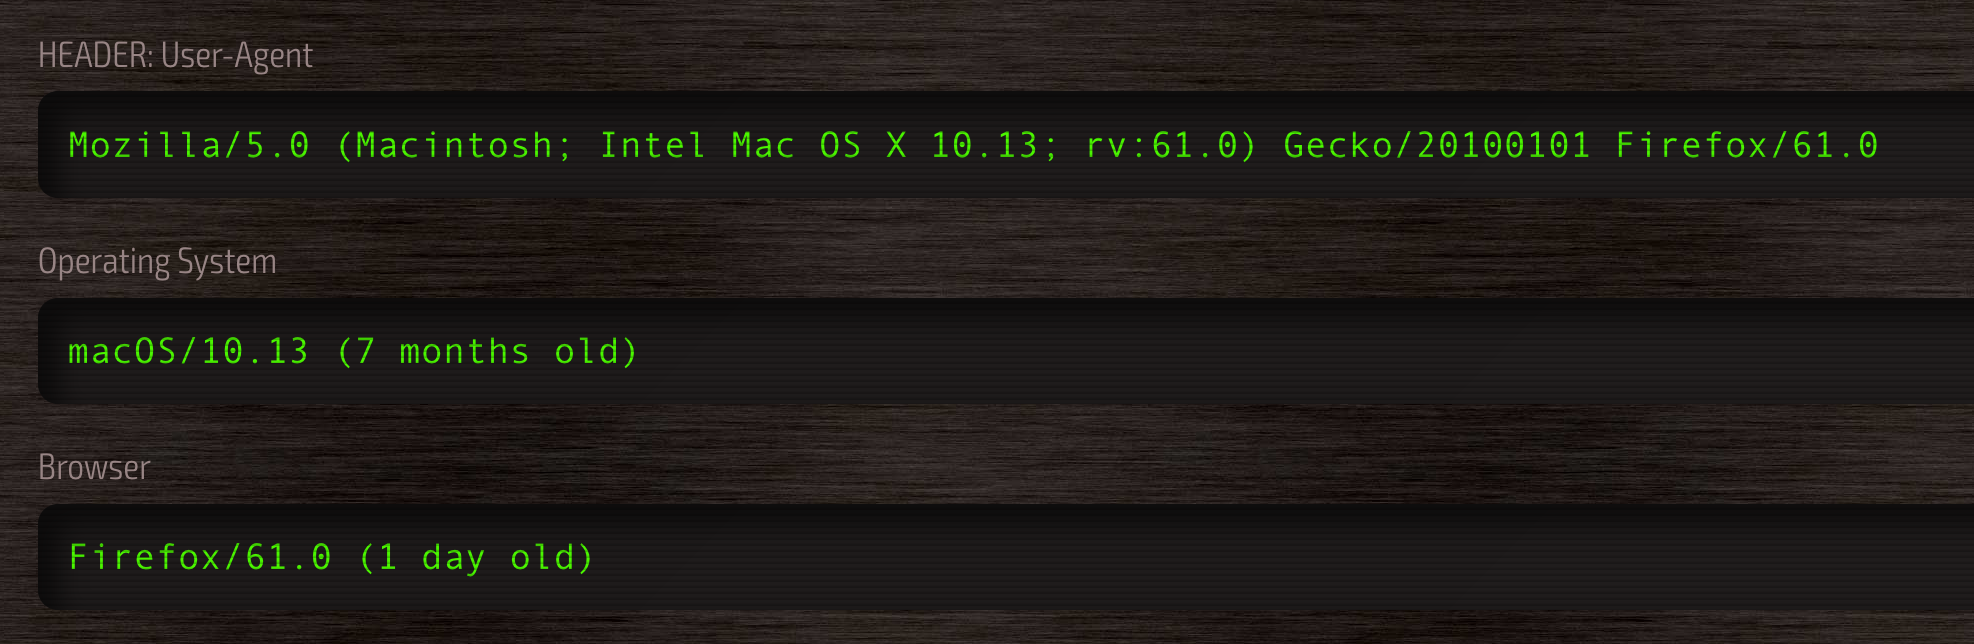 HEADER: User-Agent
Mozilla/5.0 (Macintosh; Intel Mac OS X 10.13; rv:61.0) Gecko/20100101 Firefox/61.0
Operating System
macOS/10.13 (7 months old)
Browser
Firefox/61.0 (1 day old)